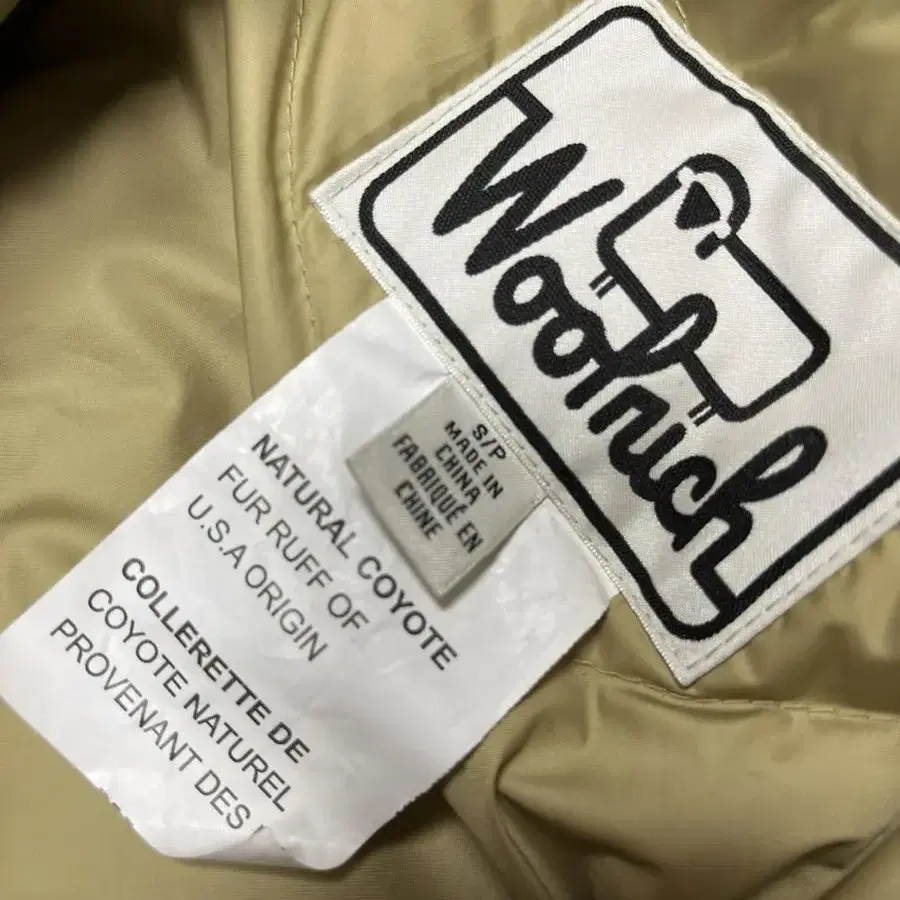 Woolrich
S/P
MADE IN
CHINA
FABRIQUÉ EN
CHINE
NATURAL COYOTE
FUR RUFF OF
U.S.A ORIGIN
COLLERETTE DE
COYOTE NATUREL
PROVENANT DES